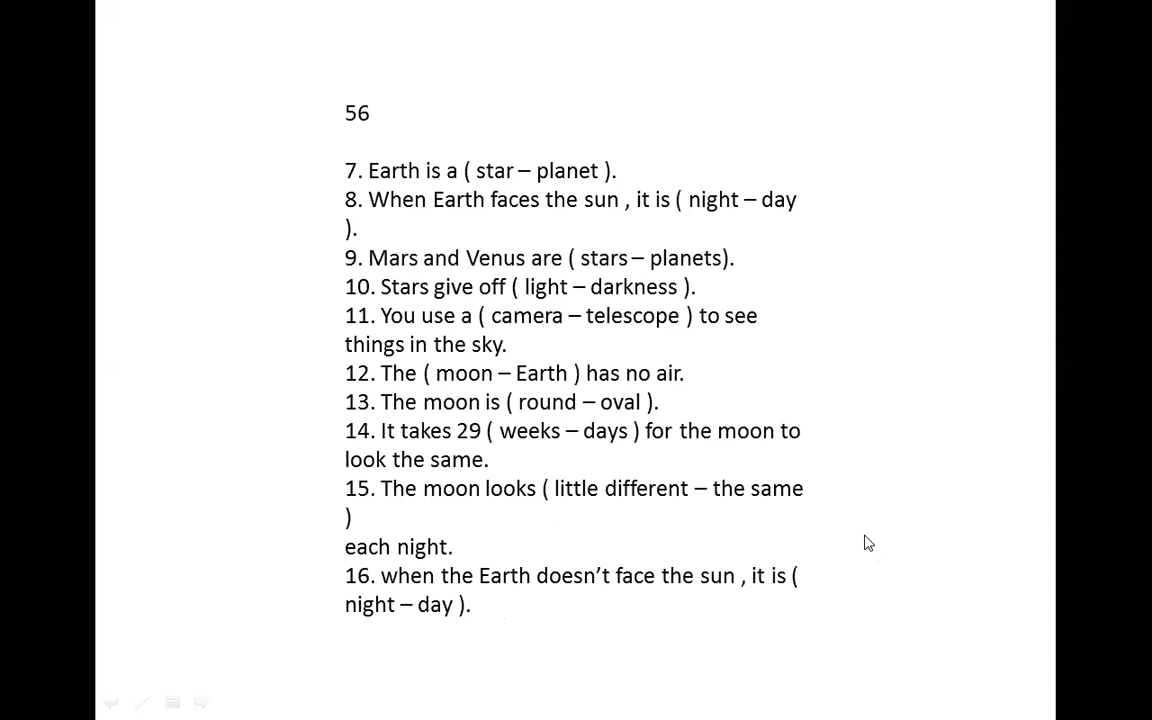 56
7. Earth is a ( star – planet ).
8. When Earth faces the sun , it is ( night – day
).
9. Mars and Venus are ( stars – planets).
10. Stars give off ( light – darkness ).
11. You use a ( camera – telescope ) to see
things in the sky.
12. The ( moon – Earth ) has no air.
13. The moon is ( round – oval ).
14. It takes 29 ( weeks – days ) for the moon to
look the same.
15. The moon looks ( little different – the same
)
each night.
16. when the Earth doesn’t face the sun , it is (
night – day ).